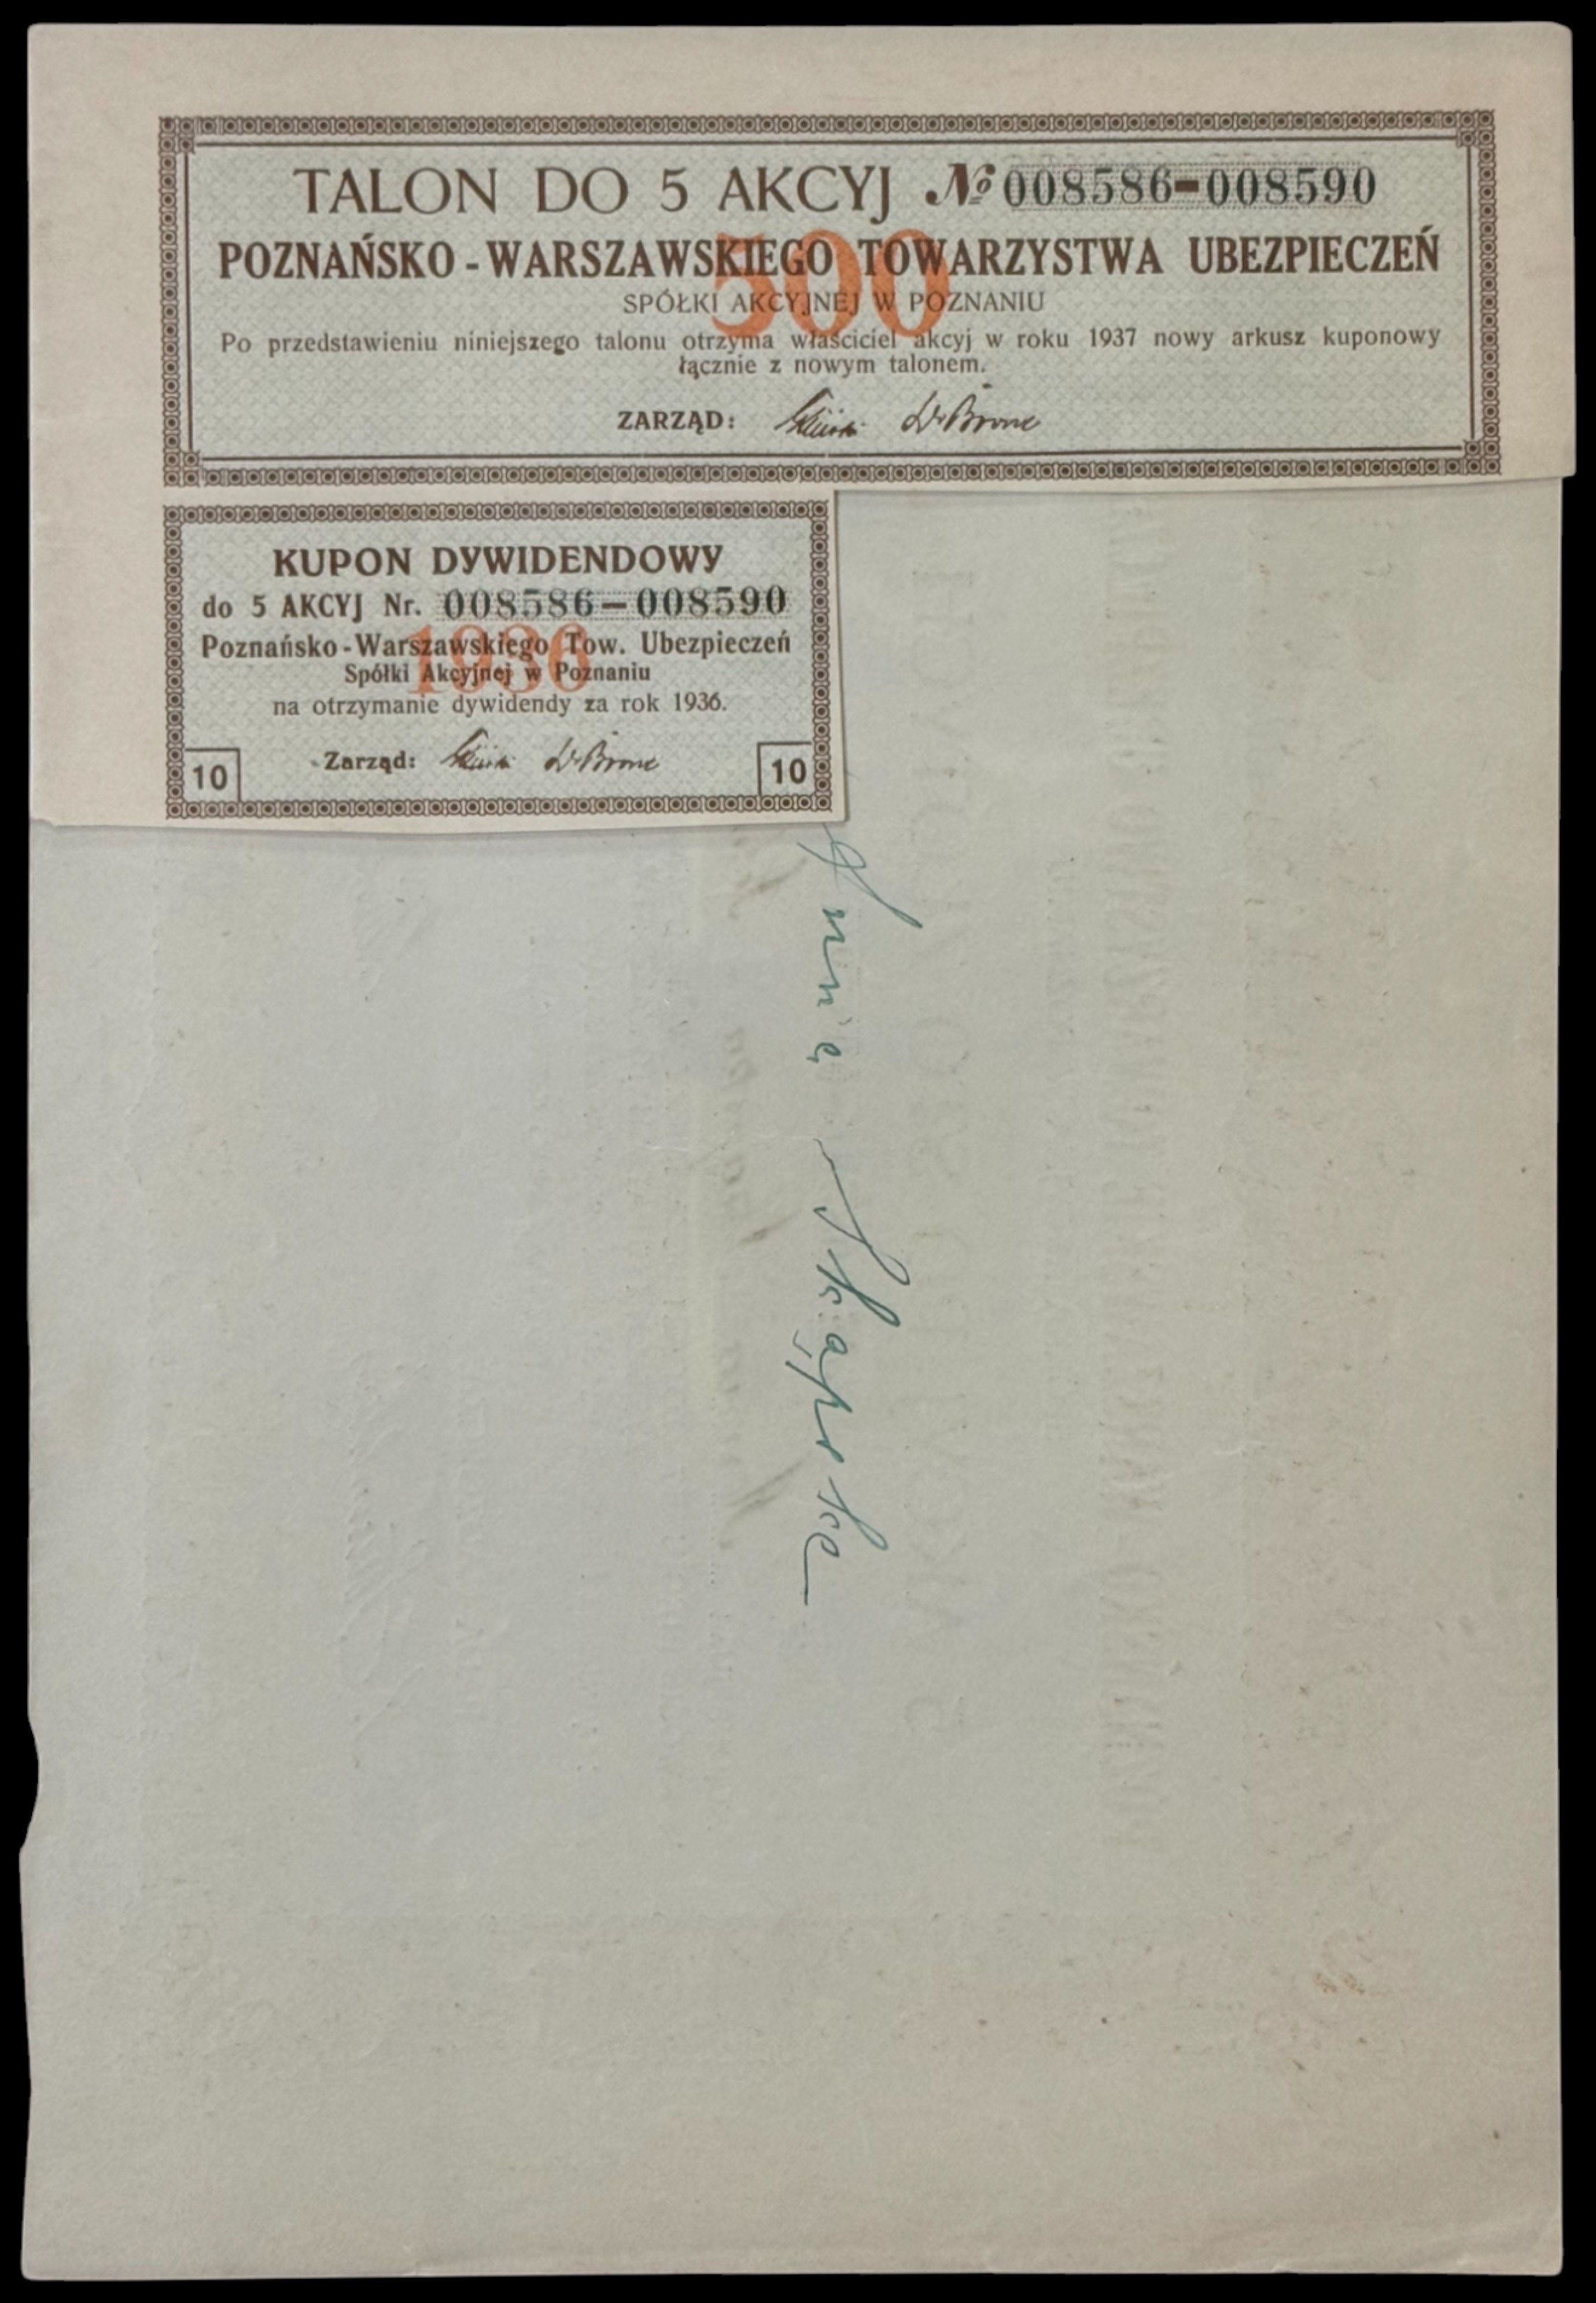 TALON DO 5 AKCYJ № 008586-008590
500
POZNAŃSKO-WARSZAWSKIEGO TOWARZYSTWA UBEZPIECZEŃ
SPÓŁKI AKCYJNEJ W POZNANIU
Po przedstawieniu niniejszego talonu otrzyma właściciel akcyj w roku 1937 nowy arkusz kuponowy
łącznie z nowym talonem.
ZARZĄD:
KUPON DYWIDENDOWY
do 5 AKCYJ Nr. 008586-008590
1936
Poznańsko-Warszawskiego Tow. Ubezpieczeń
Spółki Akcyjnej w Poznaniu
na otrzymanie dywidendy za rok 1936.
Zarząd:
10 10